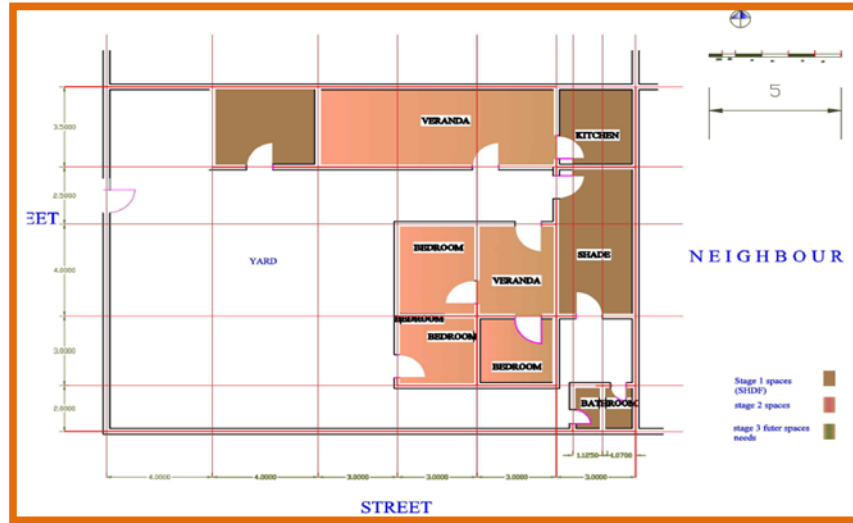 5
VERANDA
KITCHEN
3.5000
2.5000
EET
YARD
BEDROOM
SHADE
NEIGHBOUR
VERANDA
4.0000
BEDROOM
BEDROOM
BEDROOM
3.0000
BATHROOM
2.0000
Stage 1 spaces
(SHDF)
stage 2 spaces
stage 3 futer spaces
needs
1.1250
1.0700
4.0000
4.0000
3.0000
3.0000
3.0000
3.0000
STREET